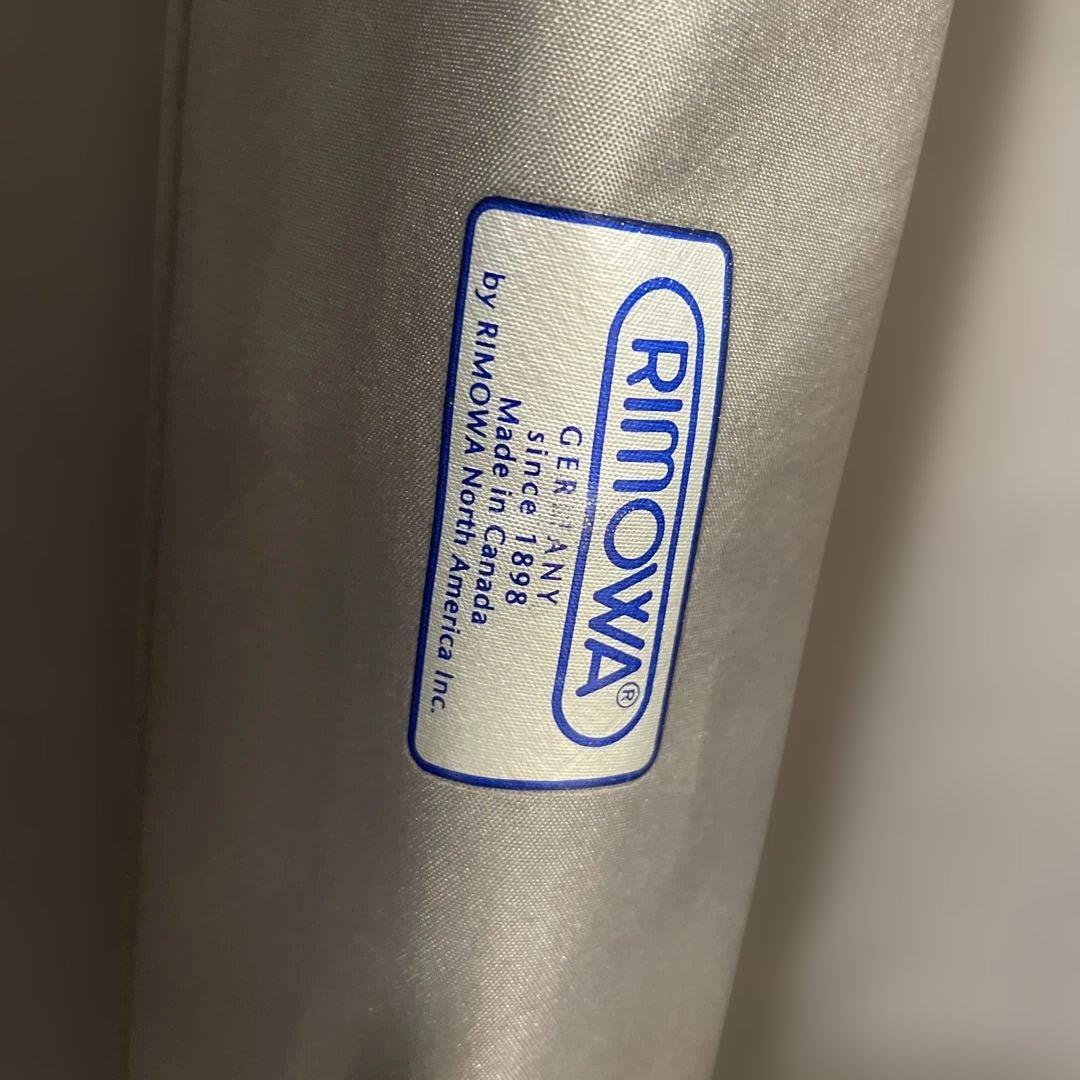 RIMOWA®
GERMANY
since 1898
Made in Canada
by RIMOWA North America Inc.